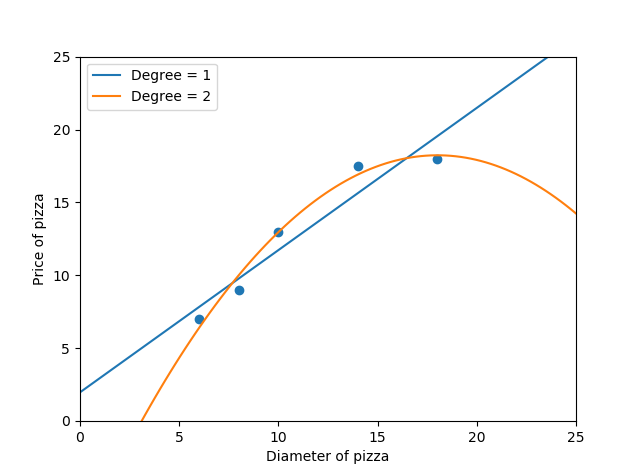 Degree = 1
Degree = 2
25
20
15
10
5
0
Price of pizza
0 5 10 15 20 25
Diameter of pizza